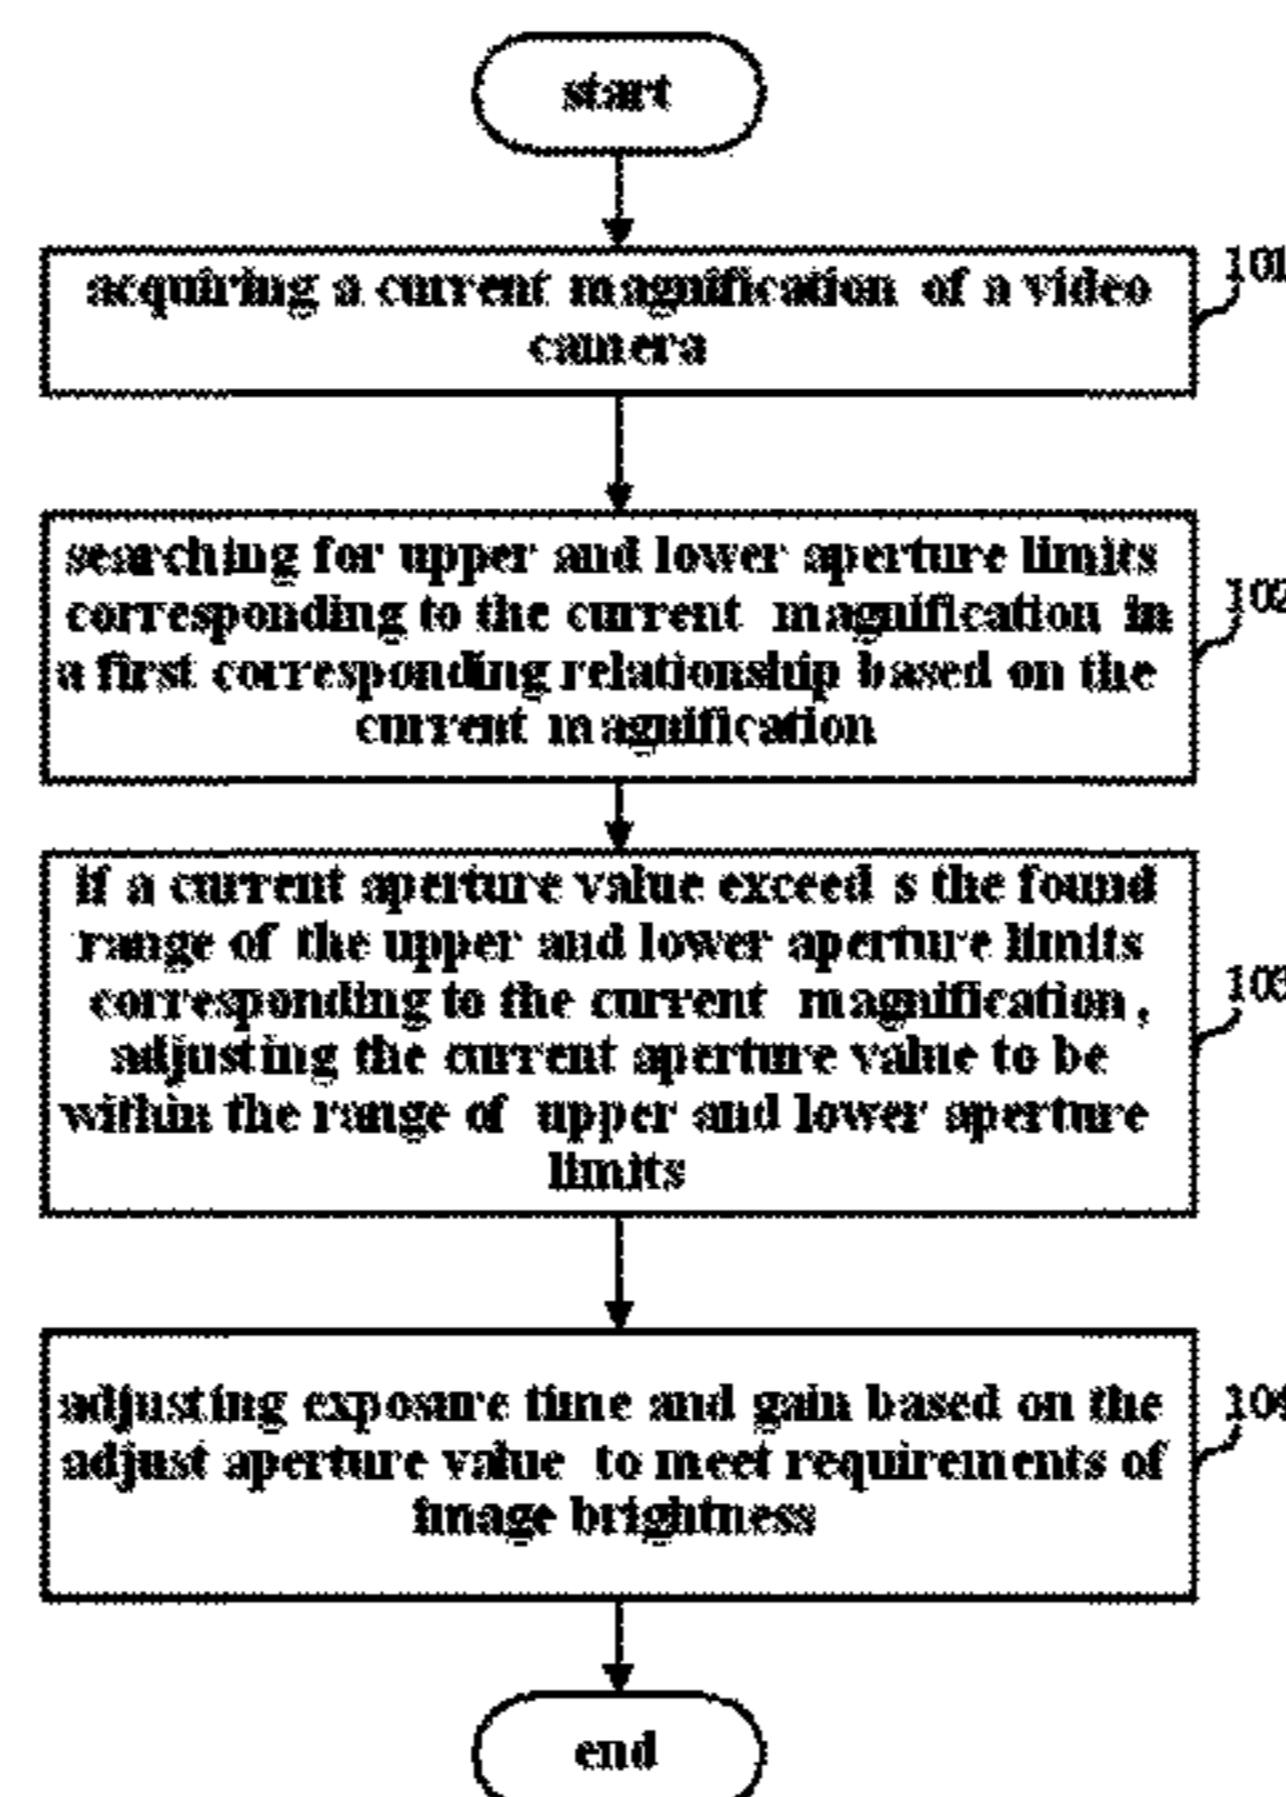 start
acquiring a current magnification of a video
camera
101
searching for upper and lower aperture limits
corresponding to the current magnification in
a first corresponding relationship based on the
current magnification
102
if a current aperture value exceed s the found
range of the upper and lower aperture limits
corresponding to the current magnification,
adjusting the current aperture value to be
within the range of upper and lower aperture
limits
103
adjusting exposure time and gain based on the
adjust aperture value to meet requirements of
image brightness
104
end